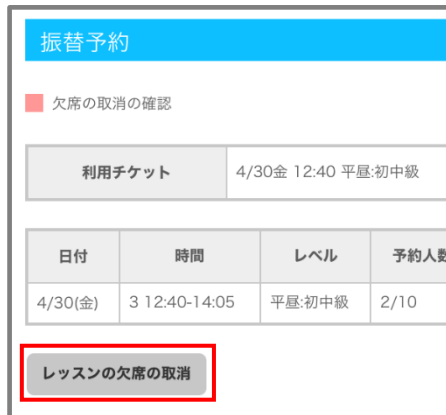 振替予約
欠席の取消の確認
利用チケット 4/30金 12:40 平昼:初中級
日付 時間 レベル 予約人数
4/30(金) 3 12:40-14:05 平昼:初中級 2/10
レッスンの欠席の取消